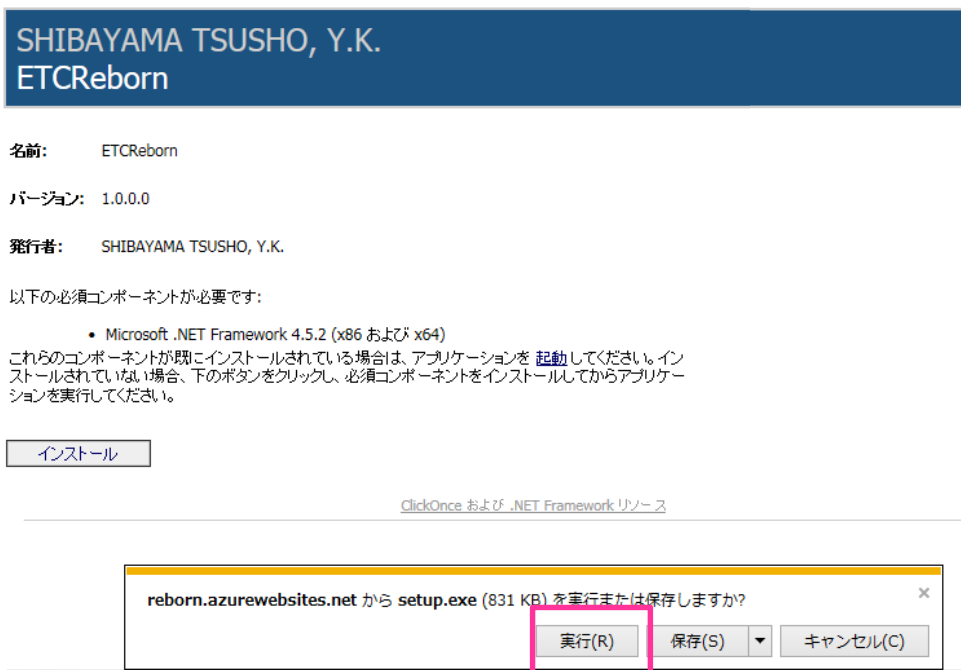 SHIBAYAMA TSUSHO, Y.K.
ETCReborn
名前: ETCReborn
バージョン: 1.0.0.0
発行者: SHIBAYAMA TSUSHO, Y.K.
以下の必須コンポーネントが必要です:
• Microsoft .NET Framework 4.5.2 (x86 および x64)
これらのコンポーネントが既にインストールされている場合は、アプリケーションを 起動 してください。イン
ストールされていない場合、下のボタンをクリックし、必須コンポーネントをインストールしてからアプリケー
ションを実行してください。
インストール
ClickOnce および .NET Framework リソース
reborn.azurewebsites.net から setup.exe (831 KB) を実行または保存しますか?
×
実行(R) 保存(S) ▼ キャンセル(C)